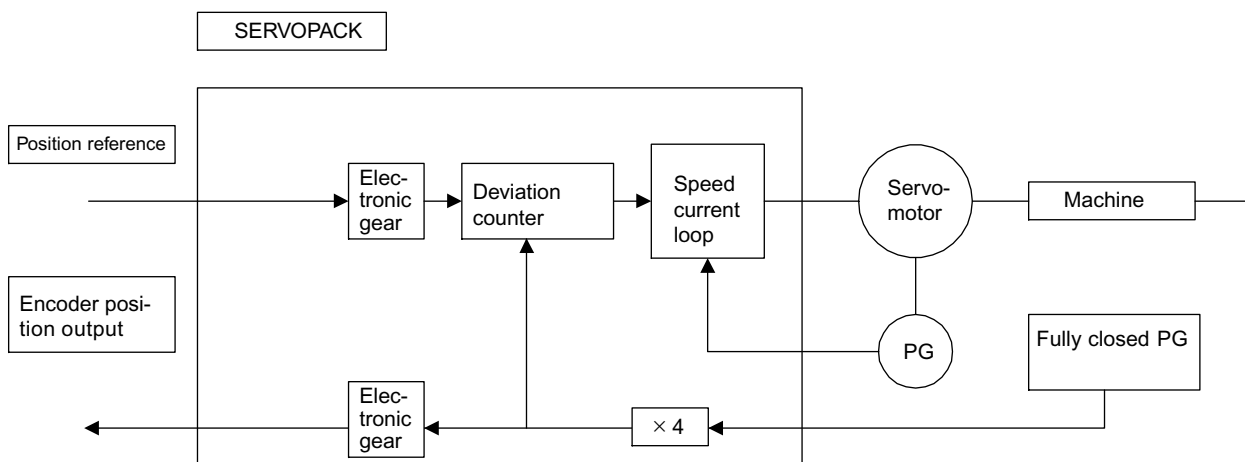 SERVOPACK
Position reference
Elec-
tronic
gear
Deviation
counter
Speed
current
loop
Servo-
motor
Machine
Encoder posi-
tion output
PG
Fully closed PG
Elec-
tronic
gear
× 4